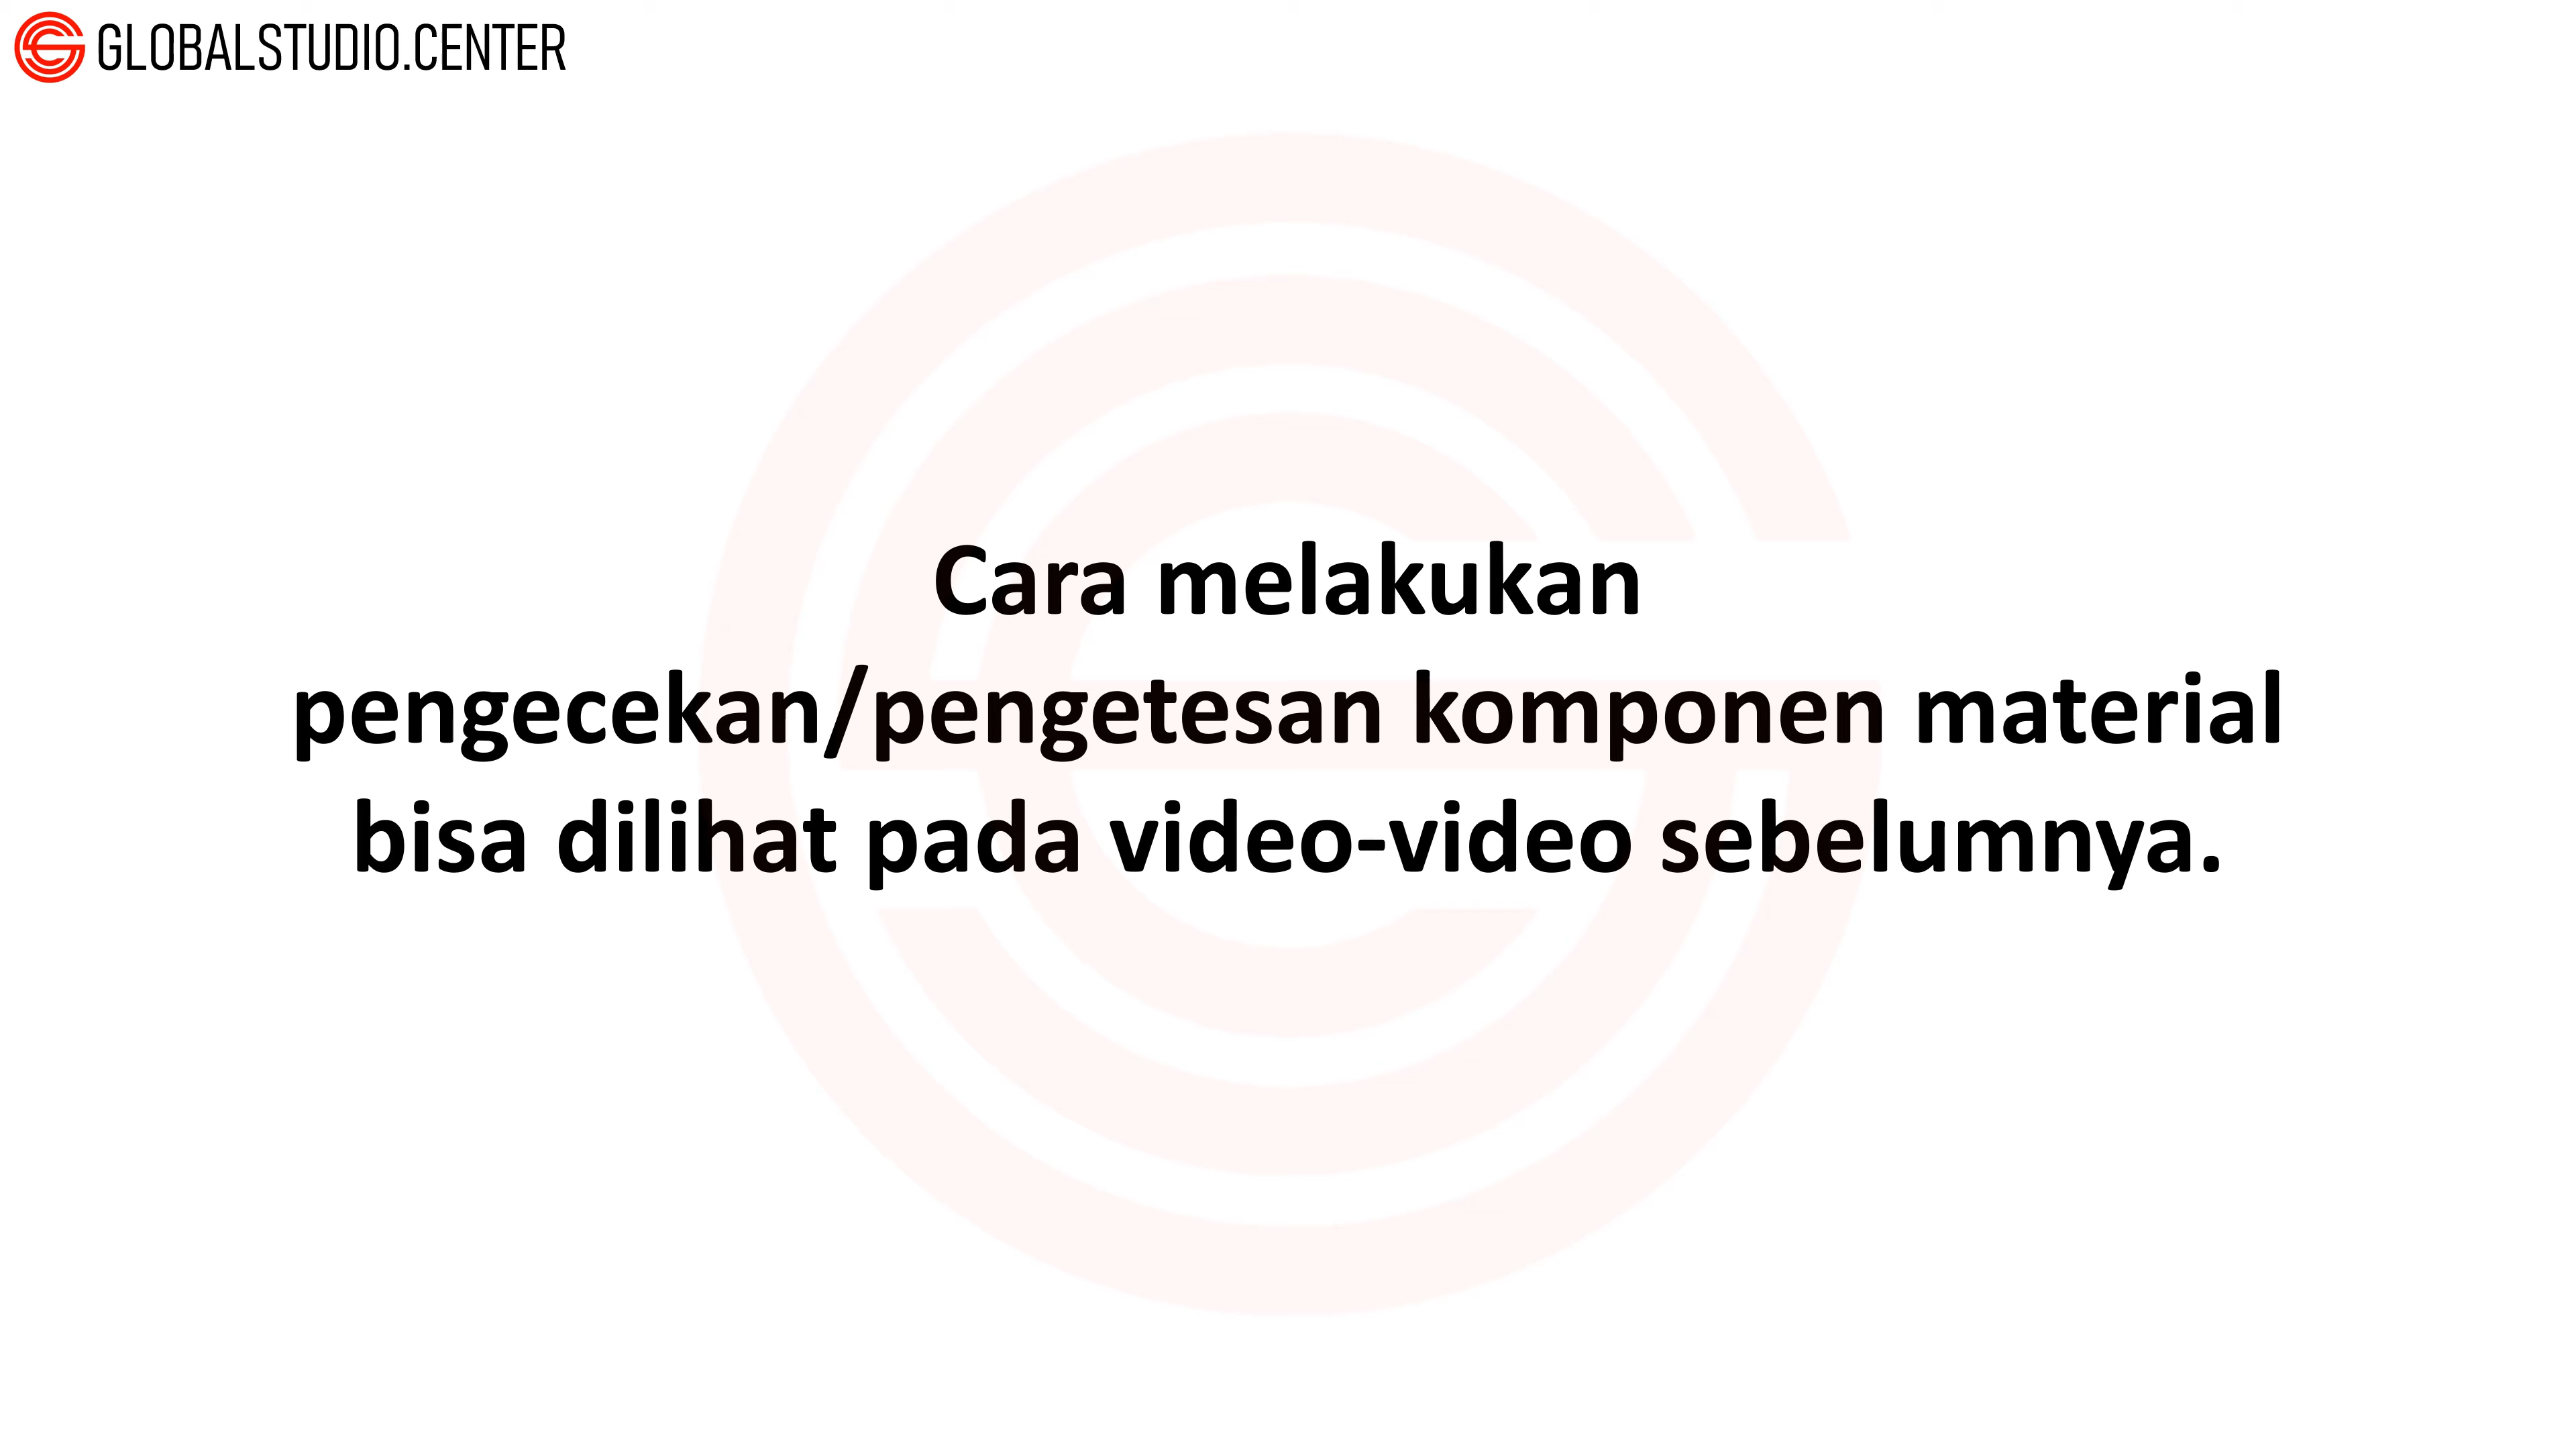 GLOBALSTUDIO.CENTER
Cara melakukan
pengecekan/pengetesan komponen material
bisa dilihat pada video-video sebelumnya.